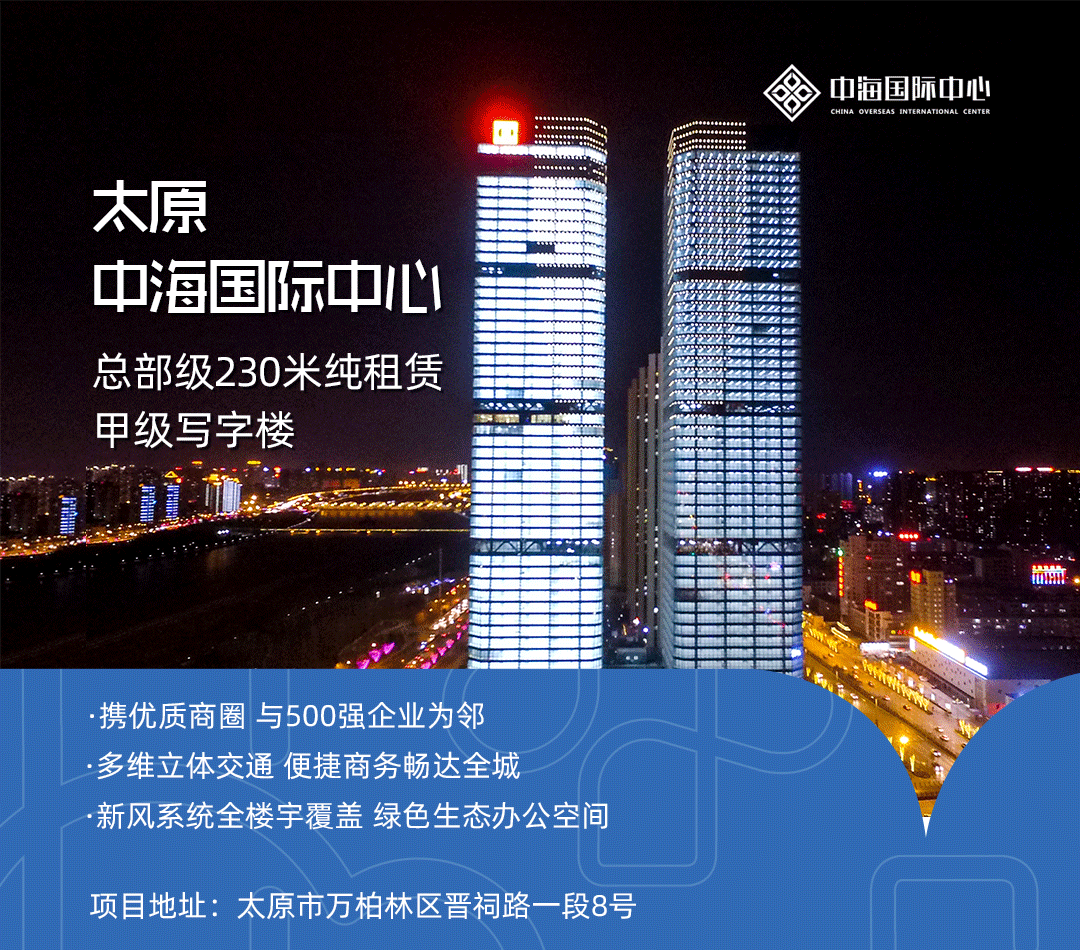 中海国际中心
CHINA OVERSEAS INTERNATIONAL CENTER
太原
中海国际中心
总部级230米纯租赁
甲级写字楼
·携优质商圈 与500强企业为邻
·多维立体交通 便捷商务畅达全城
·新风系统全楼宇覆盖 绿色生态办公空间
项目地址：太原市万柏林区晋祠路一段8号